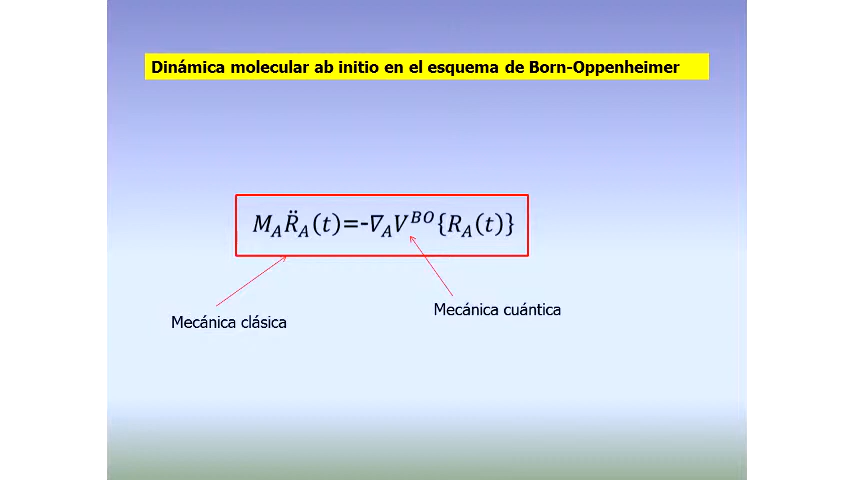 Dinámica molecular ab initio en el esquema de Born-Oppenheimer
M_A R̈_A(t)=-∇_A V^{BO}{R_A(t)}
Mecánica cuántica
Mecánica clásica